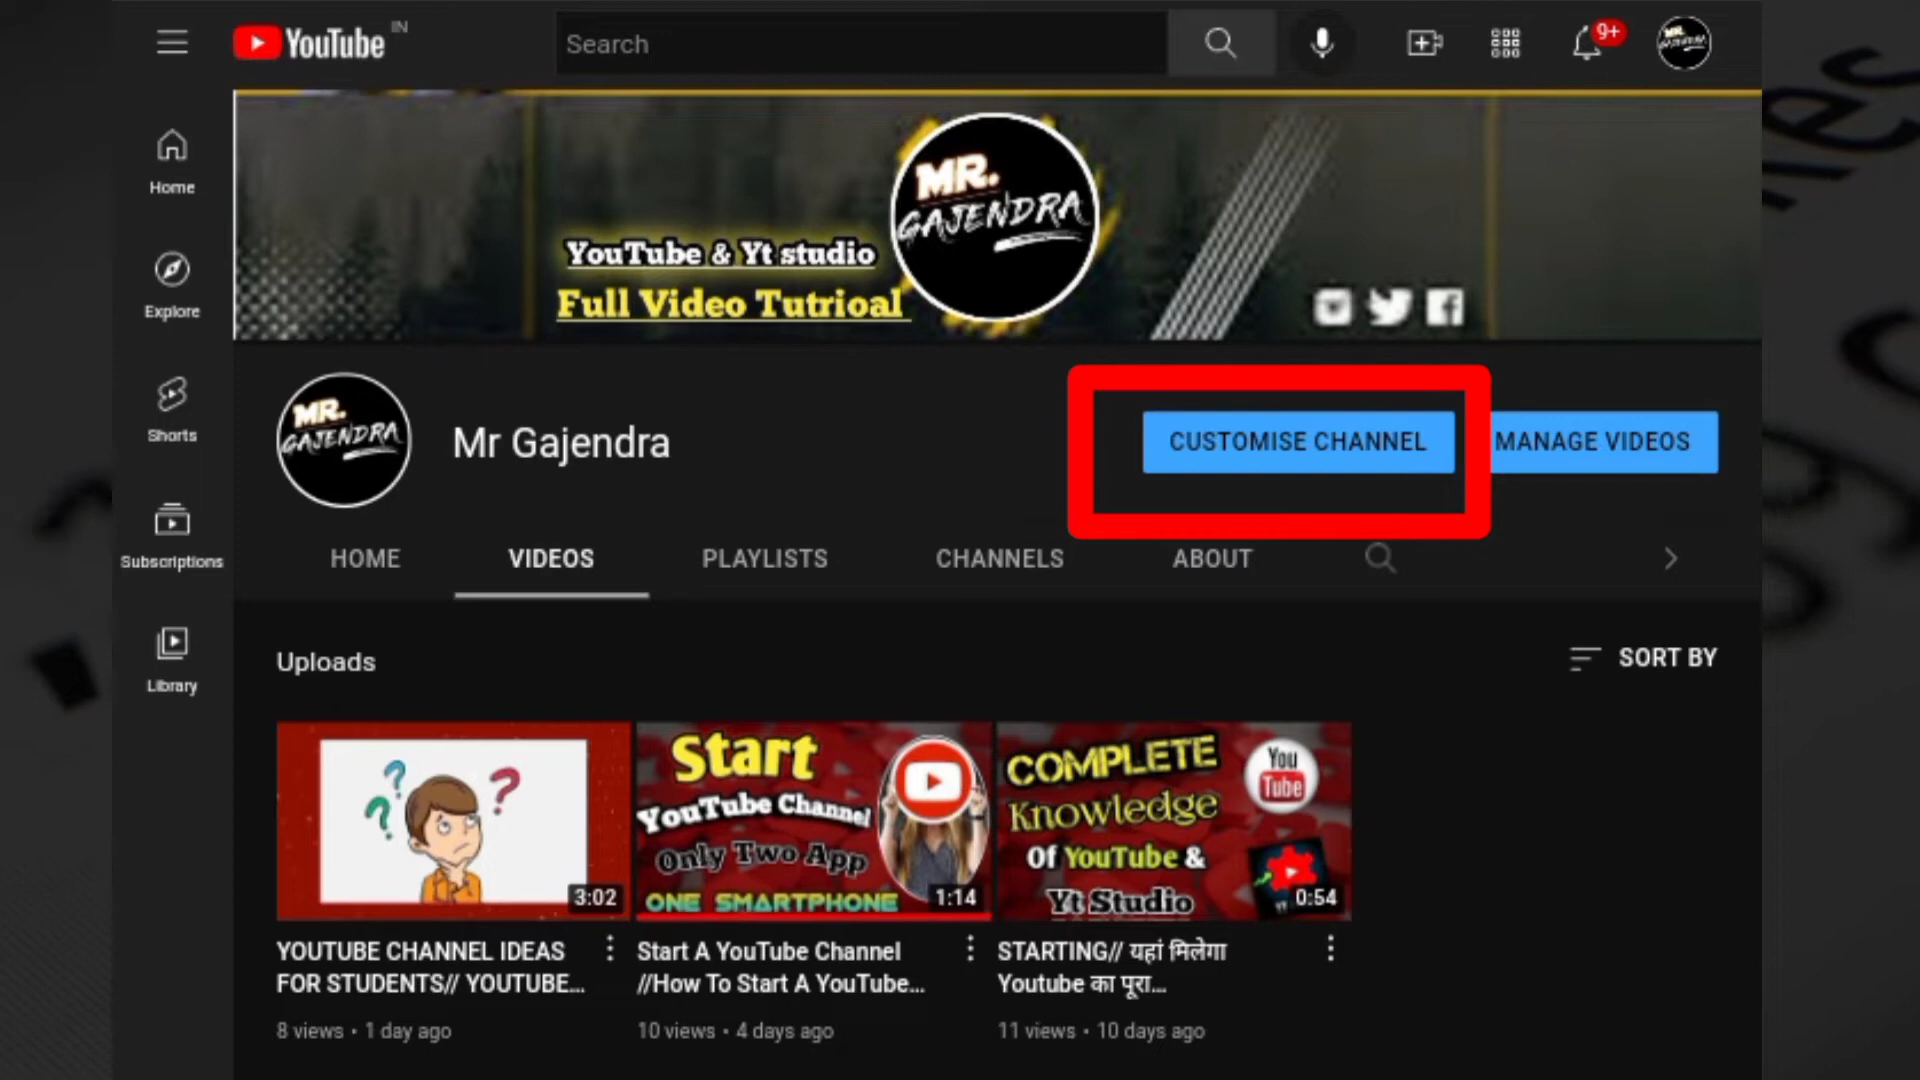 YouTube IN
Search
9+
Home
Explore
Shorts
Subscriptions
Library
MR.
GAJENDRA
YouTube & Yt studio
Full Video Tutrioal
MR.
GAJENDRA
Mr Gajendra
CUSTOMISE CHANNEL
MANAGE VIDEOS
HOME
VIDEOS
PLAYLISTS
CHANNELS
ABOUT
Uploads
SORT BY
3:02
Start
YouTube Channel
Only Two App
ONE SMARTPHONE
1:14
COMPLETE
Knowledge
Of YouTube &
Yt Studio
You
Tube
0:54
YOUTUBE CHANNEL IDEAS
FOR STUDENTS// YOUTUBE...
8 views • 1 day ago
Start A YouTube Channel
//How To Start A YouTube...
10 views • 4 days ago
STARTING// यहां मिलेगा
Youtube का पूरा...
11 views • 10 days ago